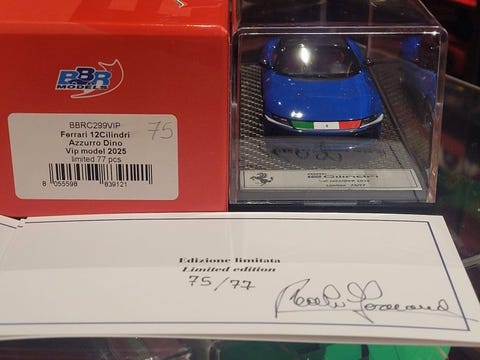 BBR
MODELS
BBRC299VIP
Ferrari 12Cilindri
Azzurro Dino
Vip model 2025
limited 77 pcs
75
8 055598 839121
12Cilindri
Edizione limitata
Limited edition
75/77